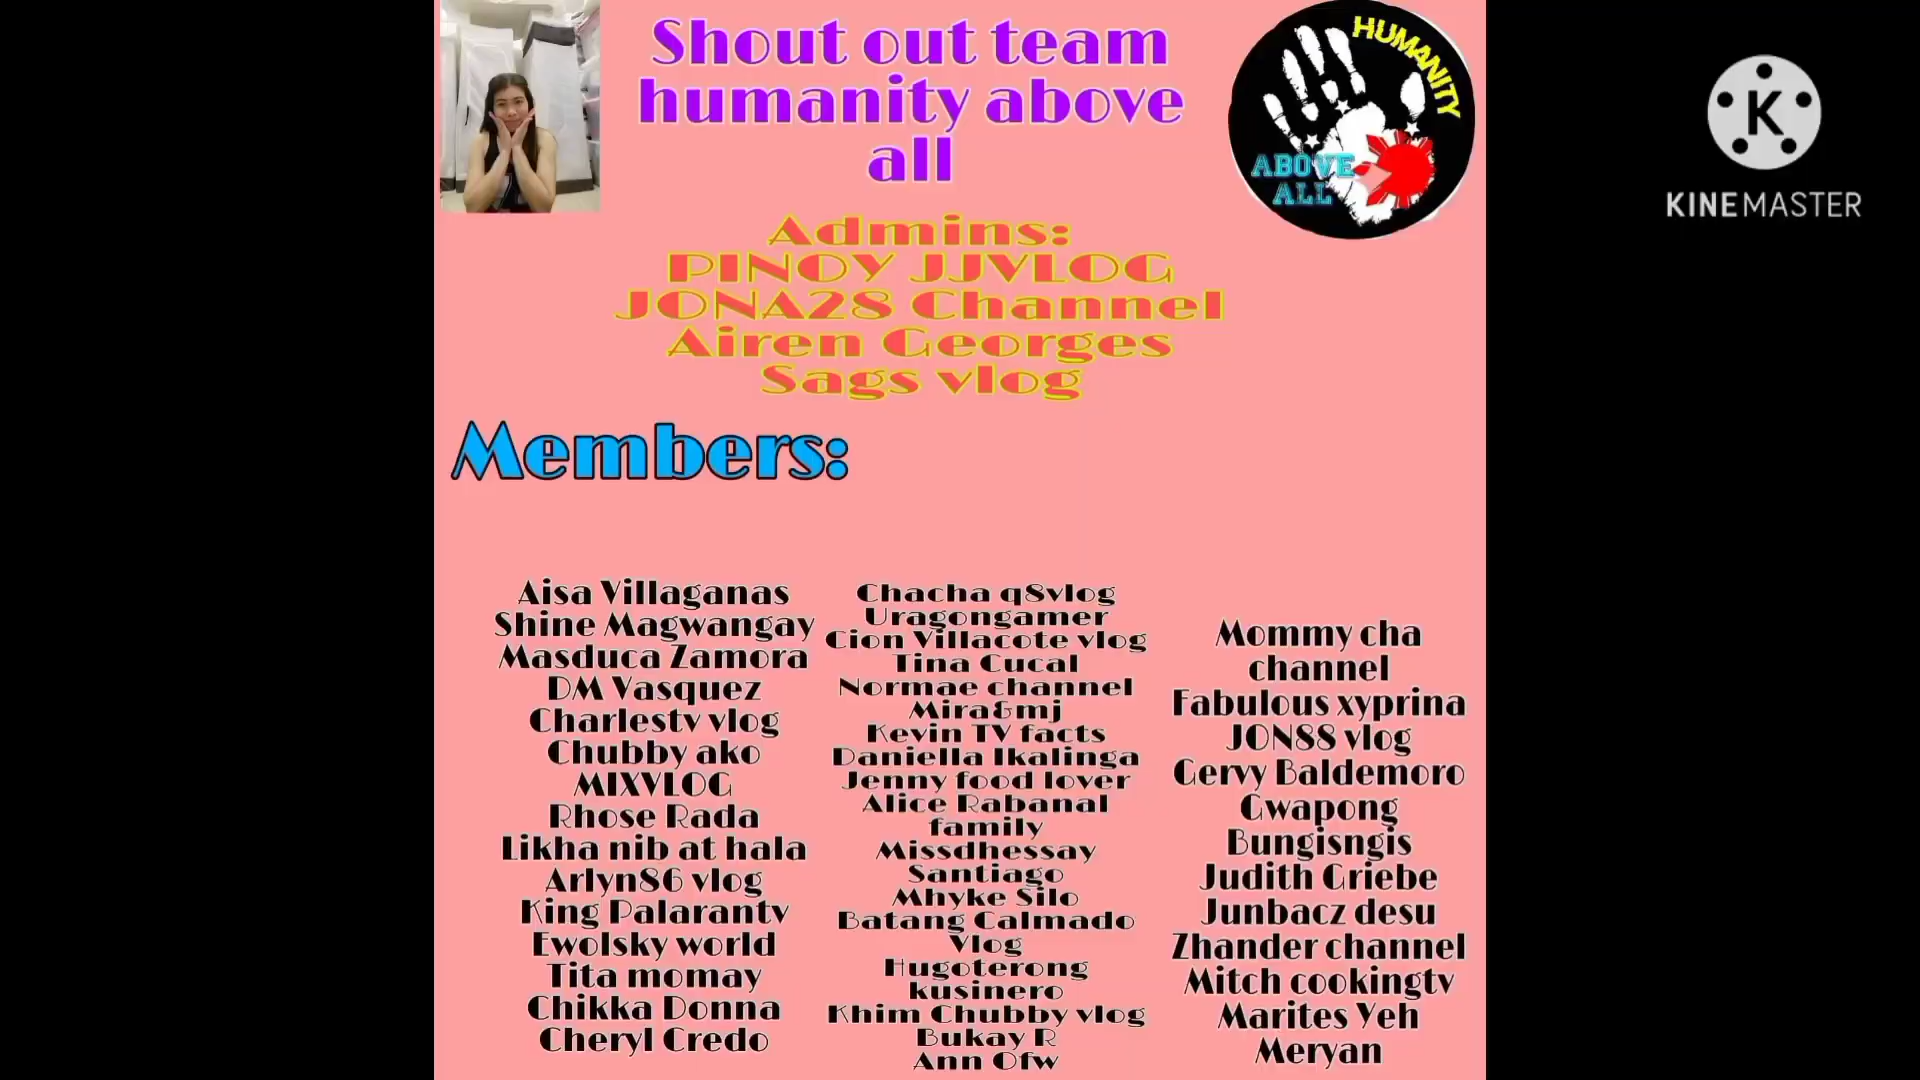 Shout out team
humanity above
all
HUMANITY
ABOVE
ALL
KINEMASTER
Admins:
PINOY JJVLOG
JONA28 Channel
Airen Georges
Sags vlog
Members:
Aisa Villaganas
Shine Magwangay
Masduca Zamora
DM Vasquez
Charlestv vlog
Chubby ako
MIXVLOG
Rhose Rada
Likha nib at hala
Arlyn86 vlog
King Palarantv
Ewolsky world
Tita momay
Chikka Donna
Cheryl Credo
Chacha q8vlog
Uragongamer
Cion Villacote vlog
Tina Cucal
Normae channel
Mira&mj
Kevin TV facts
Daniella Ikalinga
Jenny food lover
Alice Rabanal
family
Missdhessay
Santiago
Mhyke Silo
Batang Calmado
Vlog
Hugoterong
kusinero
Khim Chubby vlog
Bukay R
Ann Ofw
Mommy cha
channel
Fabulous xyprina
JON88 vlog
Gervy Baldemoro
Gwapong
Bungisngis
Judith Griebe
Junbacz desu
Zhander channel
Mitch cookingtv
Marites Yeh
Meryan